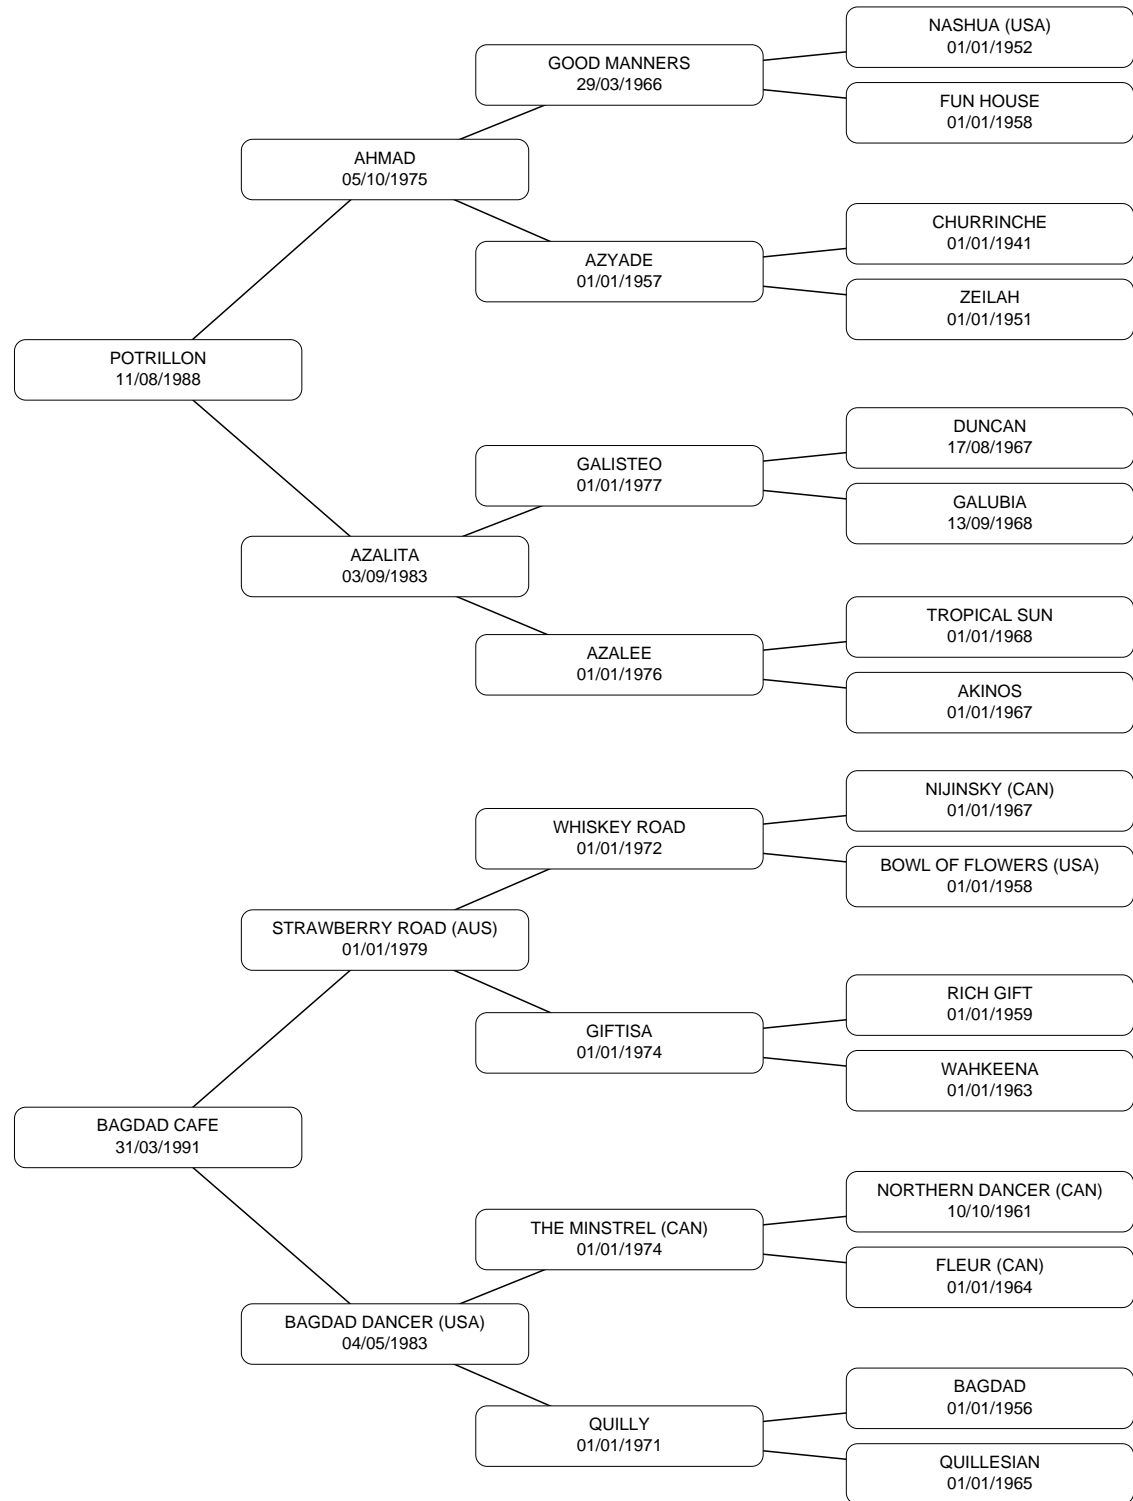 NASHUA (USA)
01/01/1952
GOOD MANNERS
29/03/1966
FUN HOUSE
01/01/1958
AHMAD
05/10/1975
CHURRINCHE
01/01/1941
AZYADE
01/01/1957
ZEILAH
01/01/1951
POTRILLON
11/08/1988
DUNCAN
17/08/1967
GALISTEO
01/01/1977
GALUBIA
13/09/1968
AZALITA
03/09/1983
TROPICAL SUN
01/01/1968
AZALEE
01/01/1976
AKINOS
01/01/1967
NIJINSKY (CAN)
01/01/1967
WHISKEY ROAD
01/01/1972
BOWL OF FLOWERS (USA)
01/01/1958
STRAWBERRY ROAD (AUS)
01/01/1979
RICH GIFT
01/01/1959
GIFTISA
01/01/1974
WAHKEENA
01/01/1963
BAGDAD CAFE
31/03/1991
NORTHERN DANCER (CAN)
10/10/1961
THE MINSTREL (CAN)
01/01/1974
FLEUR (CAN)
01/01/1964
BAGDAD DANCER (USA)
04/05/1983
BAGDAD
01/01/1956
QUILLY
01/01/1971
QUILLESIAN
01/01/1965